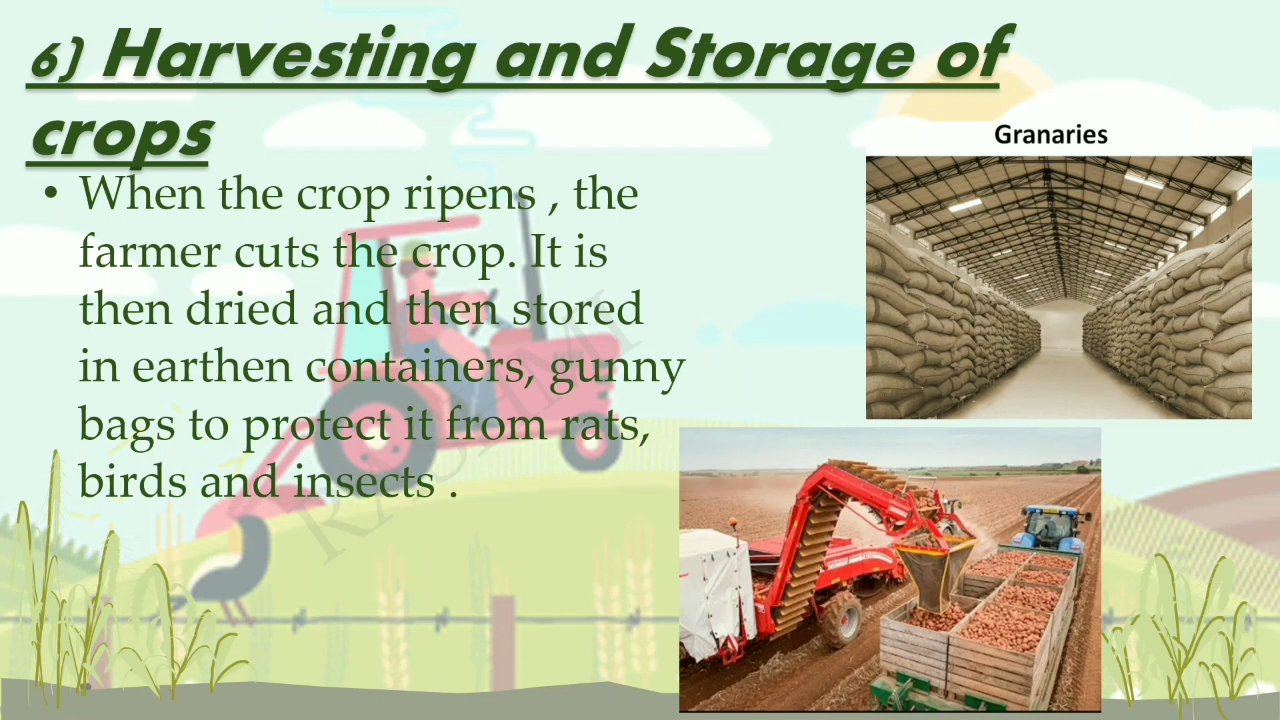 6) Harvesting and Storage of
crops
• When the crop ripens , the
farmer cuts the crop. It is
then dried and then stored
in earthen containers, gunny
bags to protect it from rats,
birds and insects .
Granaries
RASHMI